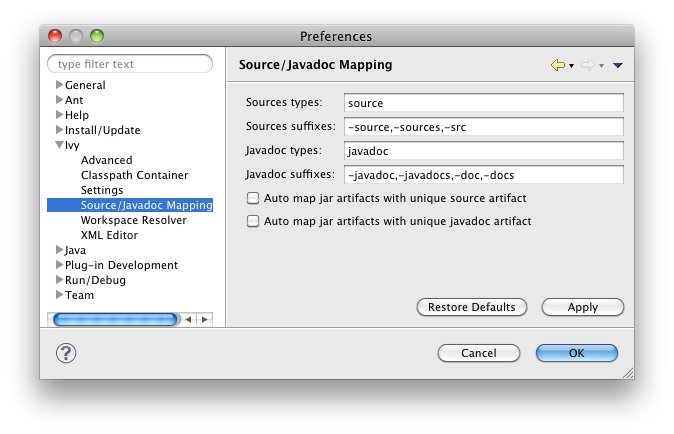 Preferences
type filter text
General
Ant
Help
Install/Update
Ivy
Advanced
Classpath Container
Settings
Source/Javadoc Mapping
Workspace Resolver
XML Editor
Java
Plug-in Development
Run/Debug
Team
Source/Javadoc Mapping
Sources types: source
Sources suffixes: -source,-sources,-src
Javadoc types: javadoc
Javadoc suffixes: -javadoc,-javadocs,-doc,-docs
Auto map jar artifacts with unique source artifact
Auto map jar artifacts with unique javadoc artifact
Restore Defaults Apply
? Cancel OK